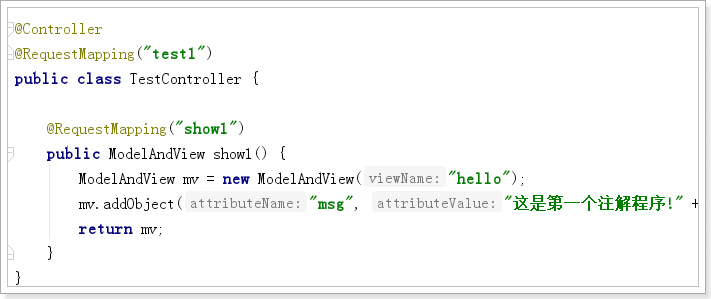 @Controller
@RequestMapping("test1")
public class TestController {
@RequestMapping("show1")
public ModelAndView show1() {
ModelAndView mv = new ModelAndView( viewName: "hello");
mv.addObject( attributeName: "msg", attributeValue: "这是第一个注解程序!" +
return mv;
}
}